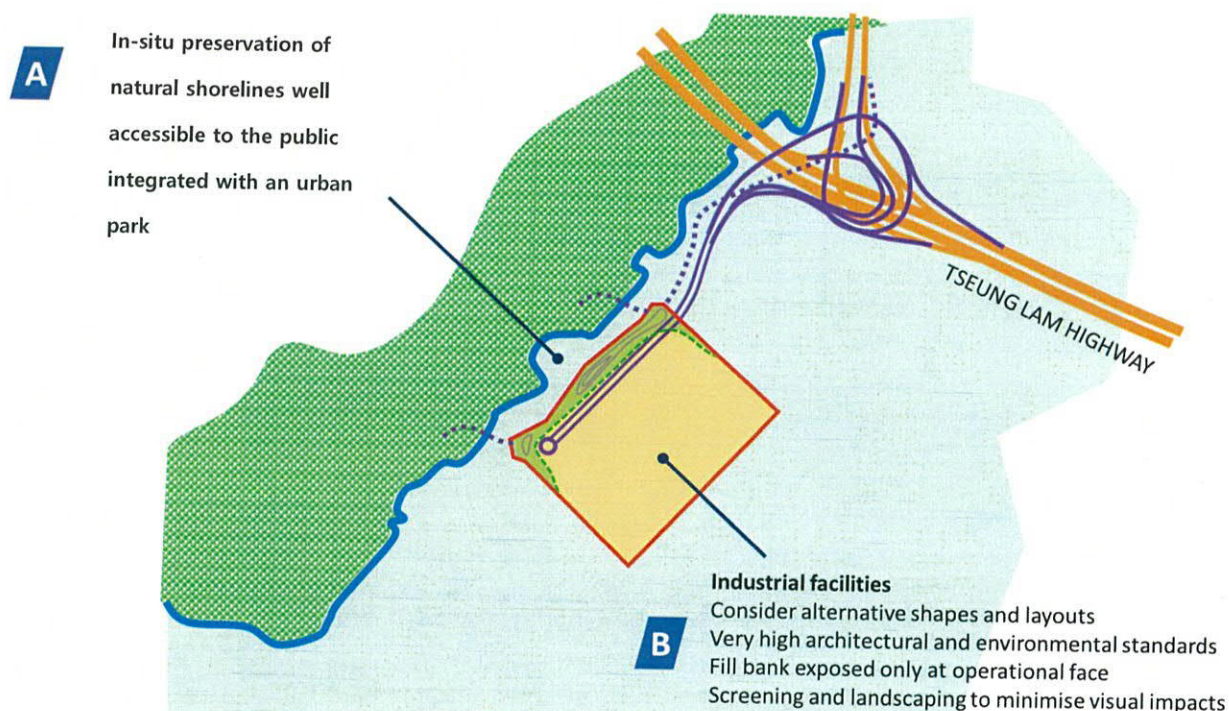 A
In-situ preservation of
natural shorelines well
accessible to the public
integrated with an urban
park
TSEUNG LAM HIGHWAY
Industrial facilities
Consider alternative shapes and layouts
B
Very high architectural and environmental standards
Fill bank exposed only at operational face
Screening and landscaping to minimise visual impacts